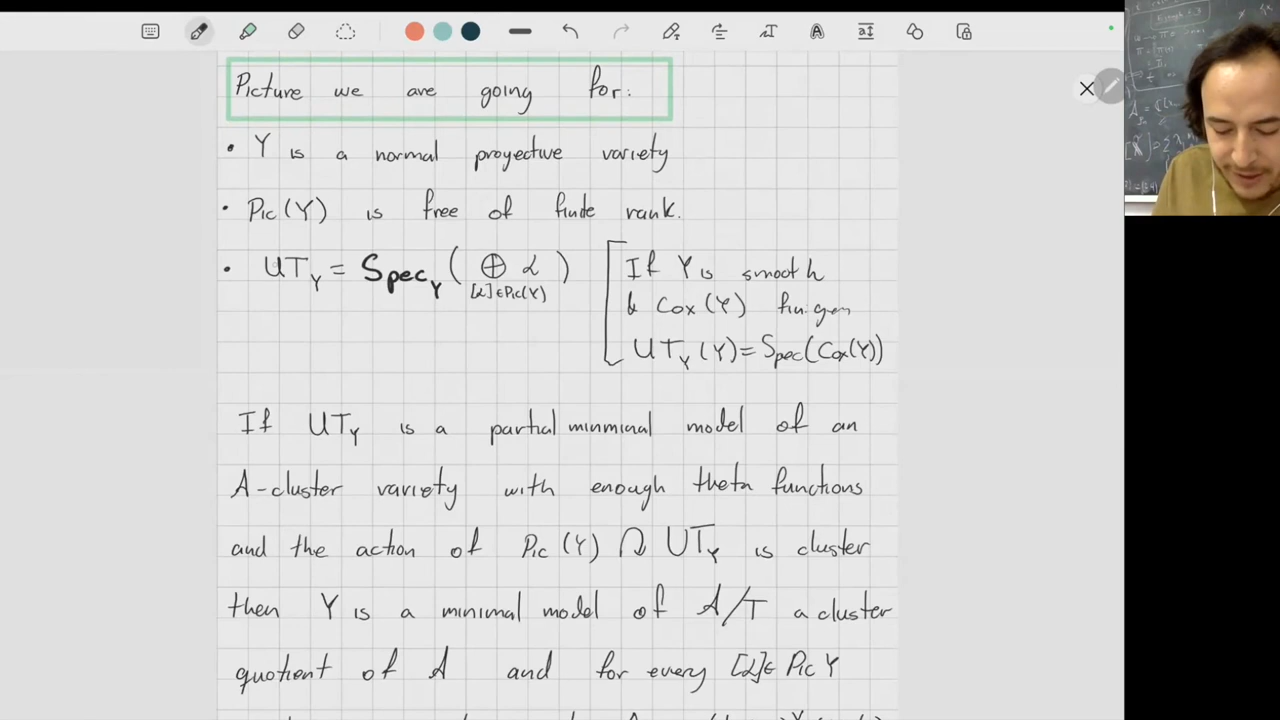 Picture we are going for:
• Y is a normal proyective variety
• Pic(Y) is free of finite rank.
• UT_Y = Spec_Y ( ⊕_{[ℒ]∈Pic(Y)} ℒ )
[If Y is smooth
& Cox(Y) fin. gen
UT_Y(Y) = Spec(Cox(Y))
If UT_Y is a partial minminal model of an
A-cluster variety with enough theta functions
and the action of Pic(Y) ↷ UT_Y is cluster
then Y is a minimal model of A/T a cluster
quotient of A and for every [ℒ]∈ Pic Y